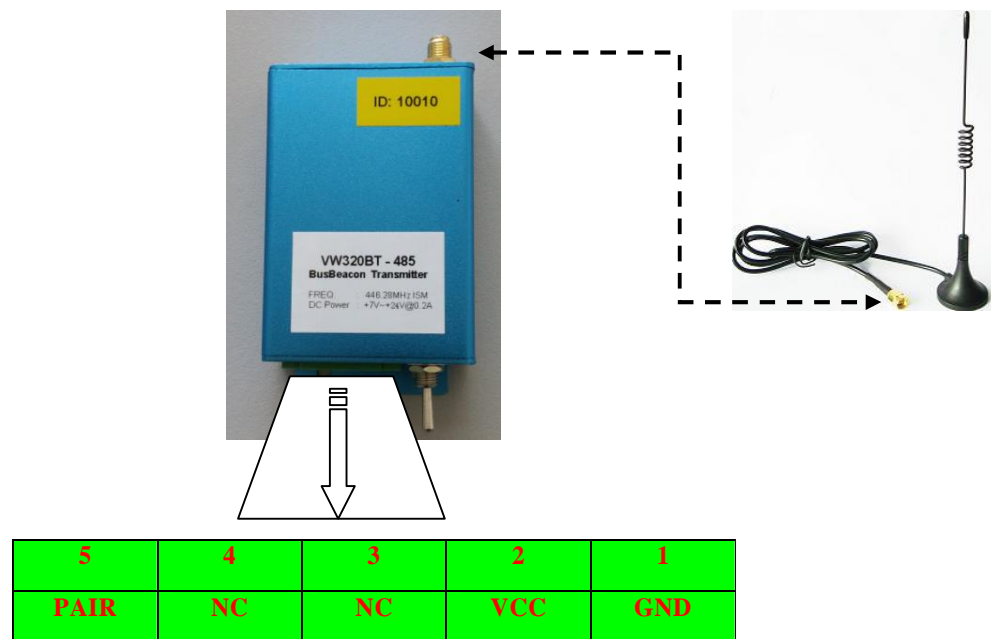 ID: 10010
VW320BT - 485
BusBeacon Transmitter
FREQ : 446.28MHz ISM
DC Power : +7V~+24V@0.2A
5 4 3 2 1
PAIR NC NC VCC GND